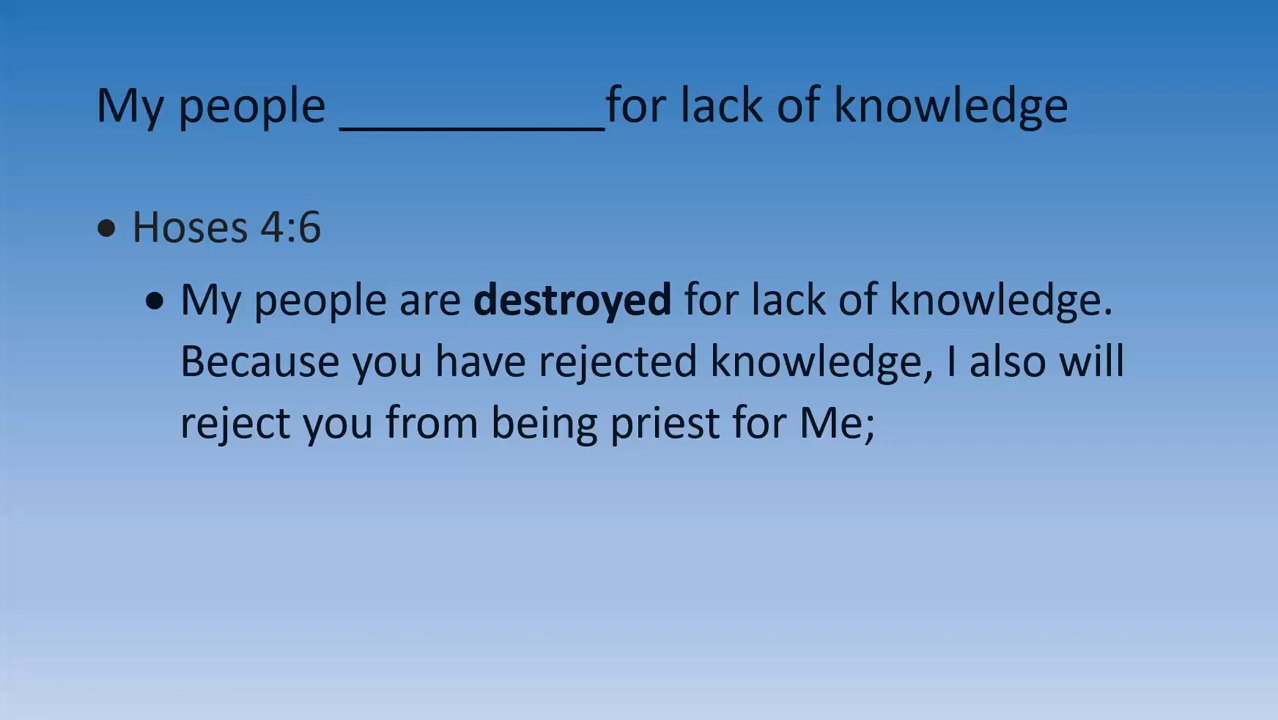 My people __________for lack of knowledge
• Hoses 4:6
• My people are destroyed for lack of knowledge.
Because you have rejected knowledge, I also will
reject you from being priest for Me;